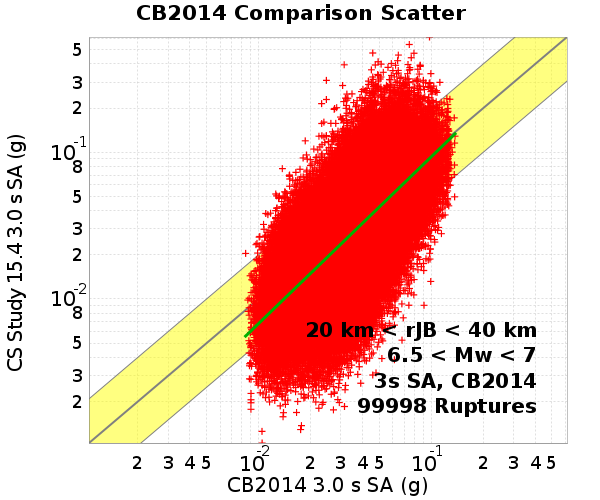 CB2014 Comparison Scatter
5
3
2
10-1
8
5
3
2
10-2
8
5
3
2
CS Study 15.4 3.0 s SA (g)
20 km < rJB < 40 km
6.5 < Mw < 7
3s SA, CB2014
99998 Ruptures
2 3 4 5 10-2 2 3 4 5 10-1 2 3 4 5
CB2014 3.0 s SA (g)